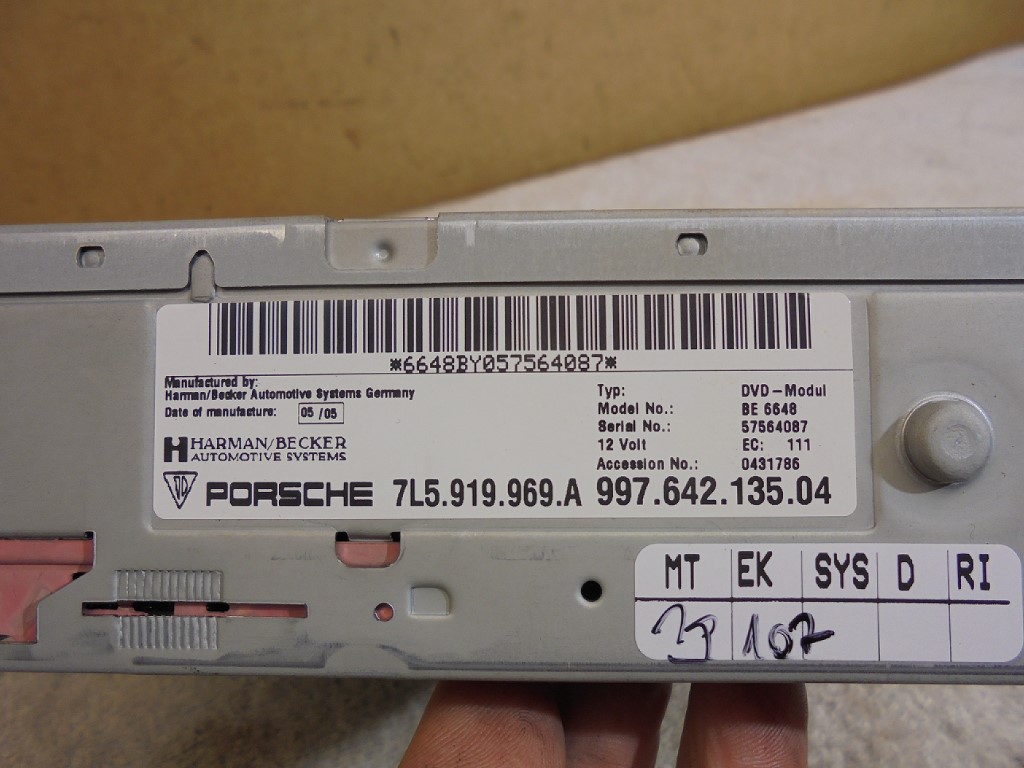 *6648BY057564087*
Manufactured by:
Harman/Becker Automotive Systems Germany
Date of manufacture: 05/05
HARMAN/BECKER
AUTOMOTIVE SYSTEMS
Typ: DVD-Modul
Model No.: BE 6648
Serial No.: 57564087
12 Volt EC: 111
Accession No.: 0431786
PORSCHE 7L5.919.969.A 997.642.135.04
MT EK SYS D RI
107